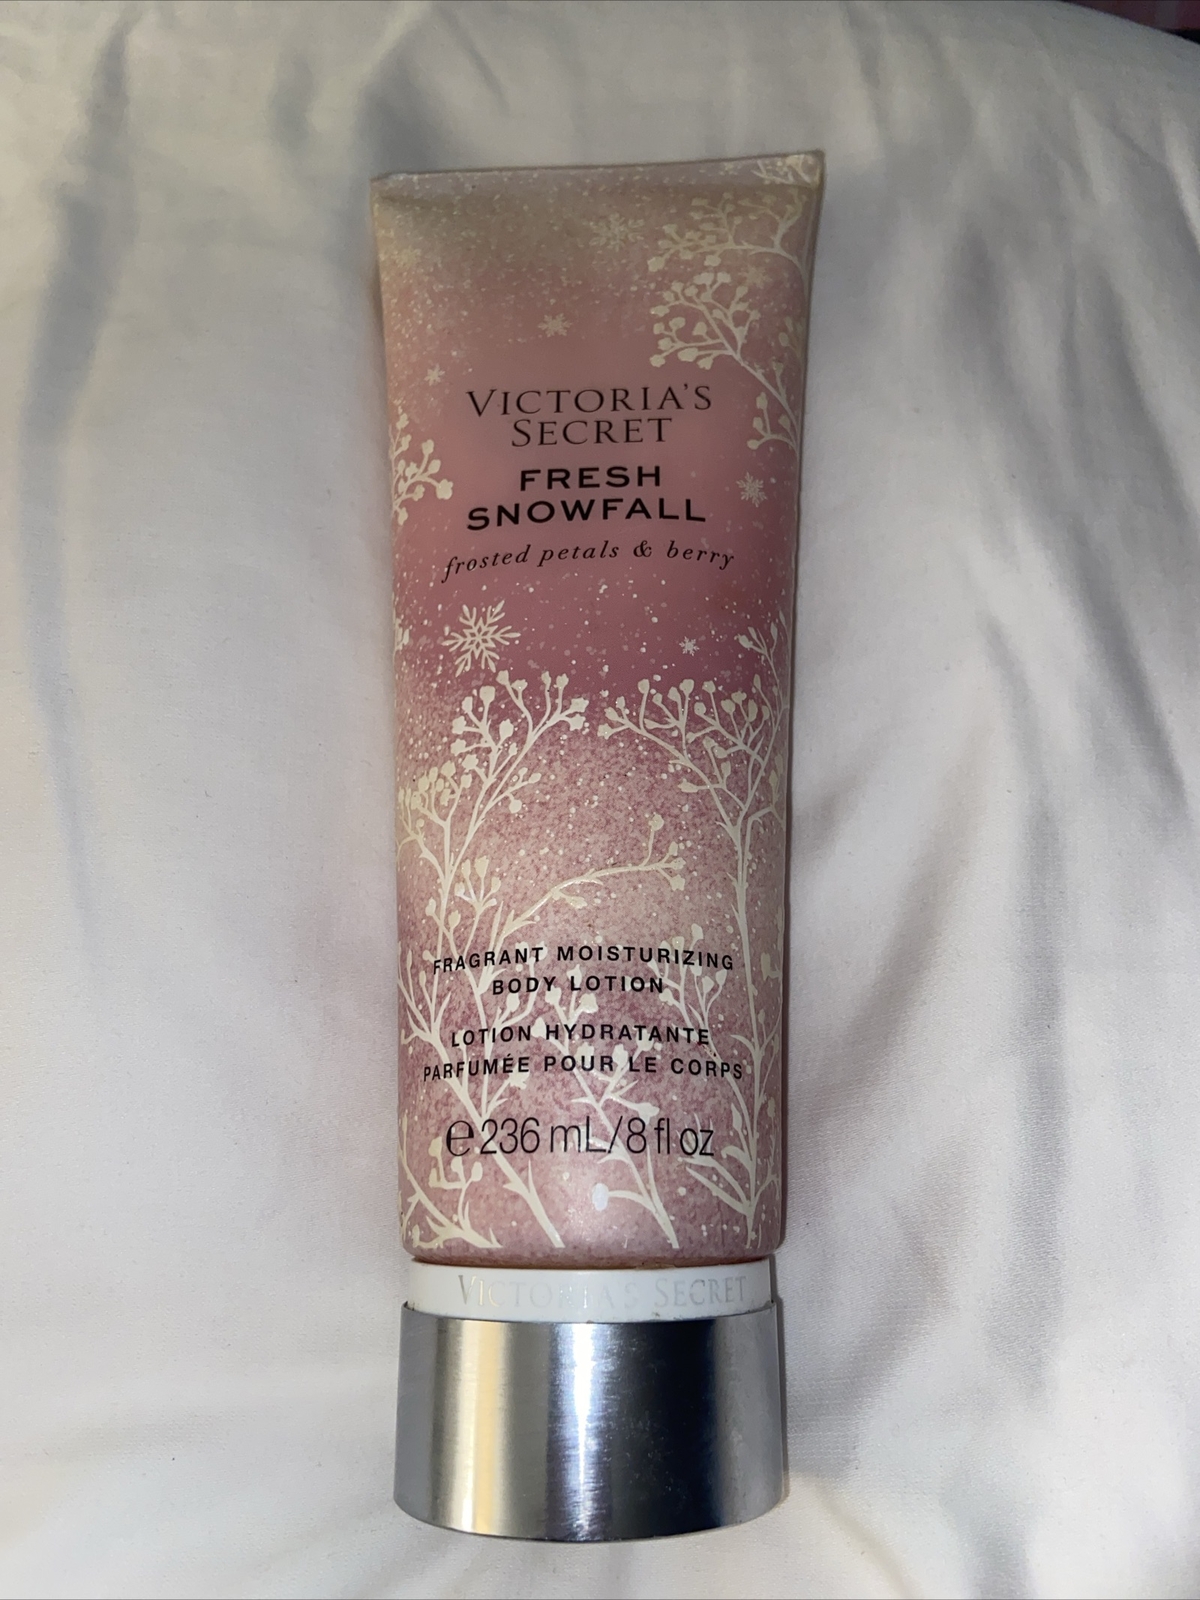 VICTORIA'S
SECRET
FRESH
SNOWFALL
frosted petals & berry
FRAGRANT MOISTURIZING
BODY LOTION
LOTION HYDRATANTE
PARFUMÉE POUR LE CORPS
℮ 236 mL/8 fl oz
VICTORIA'S SECRET